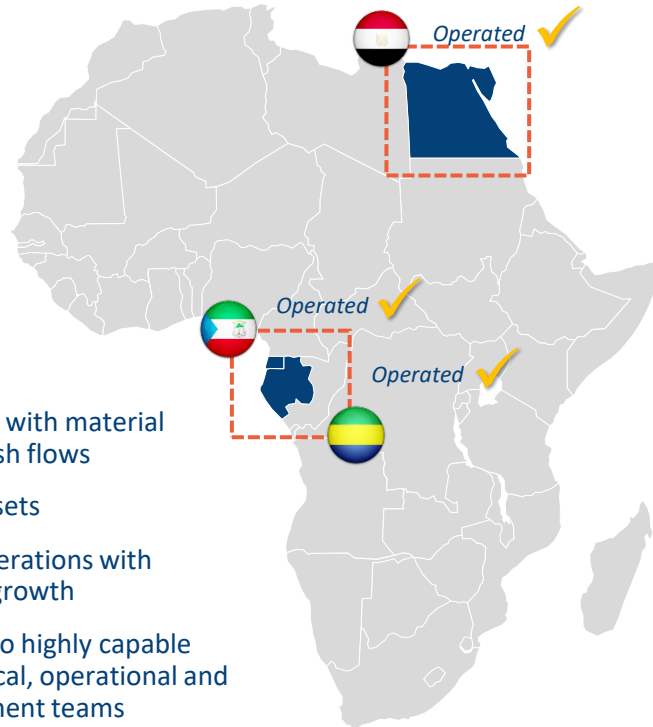 Operated
Operated
Operated
with material
sh flows
sets
erations with
growth
o highly capable
cal, operational and
ment teams